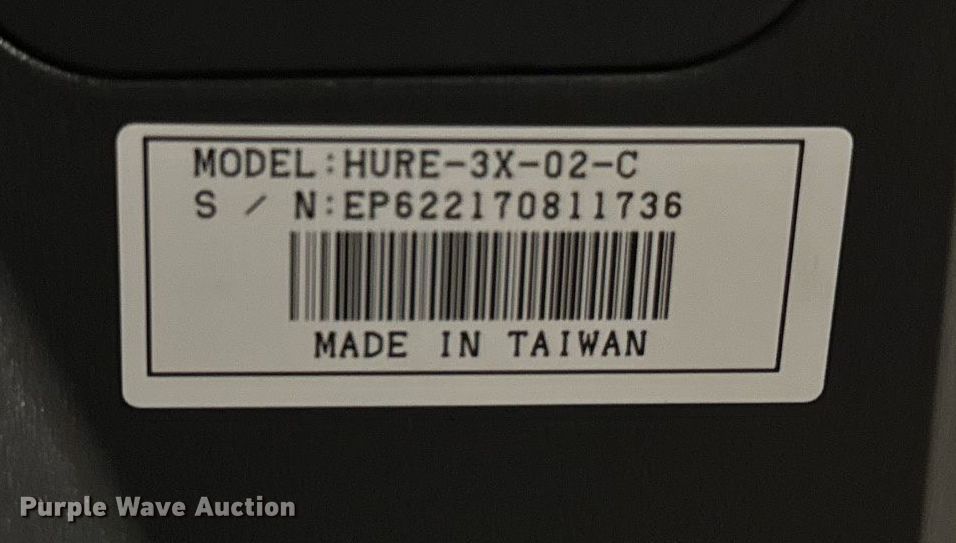 MODEL:HURE-3X-02-C
S / N:EP622170811736
MADE IN TAIWAN
Purple Wave Auction